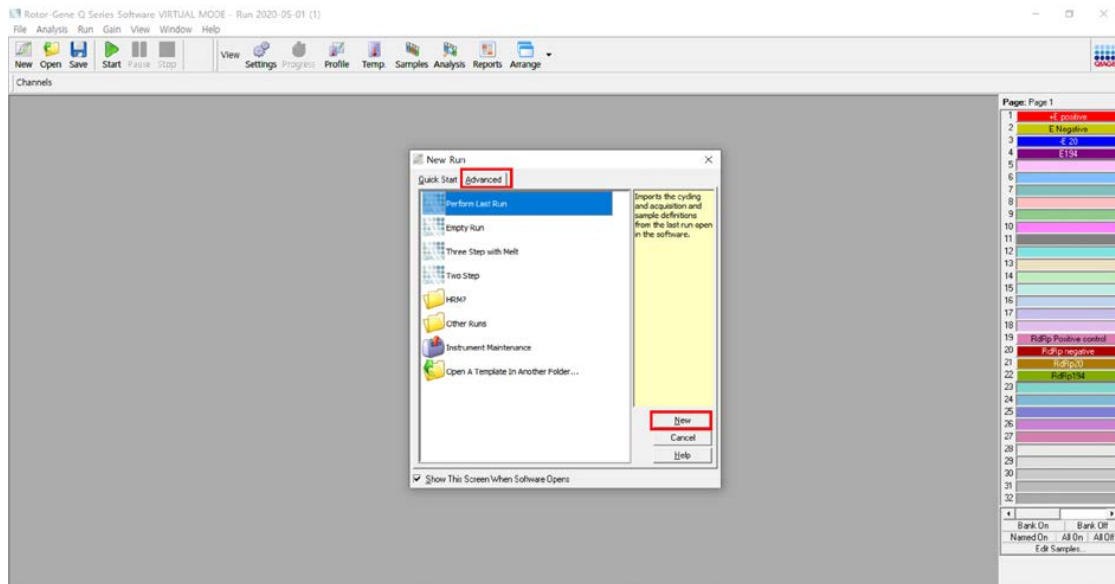 Rotor-Gene Q Series Software VIRTUAL MODE - Run 2020-05-01 (1)
File Analysis Run Gain View Window Help
New Open Save Start Pause Stop View Settings Progress Profile Temp. Samples Analysis Reports Arrange
QIAGEN
Channels
Page: Page 1
1 +E positive
2 E Negative
3 -E 20
4 E194
5
6
7
8
9
10
11
12
13
14
15
16
17
18
19 RdRp Positive control
20 RdRp negative
21 RdRp20
22 RdRp194
23
24
25
26
27
28
29
30
31
32
Bank On Bank Off
Named On All On All Off
Edit Samples...
New Run
Quick Start Advanced
Perform Last Run
Empty Run
Three Step with Melt
Two Step
HRM?
Other Runs
Instrument Maintenance
Open A Template In Another Folder...
Imports the cycling
and acquisition and
sample definitions
from the last run open
in the software.
New
Cancel
Help
Show This Screen When Software Opens